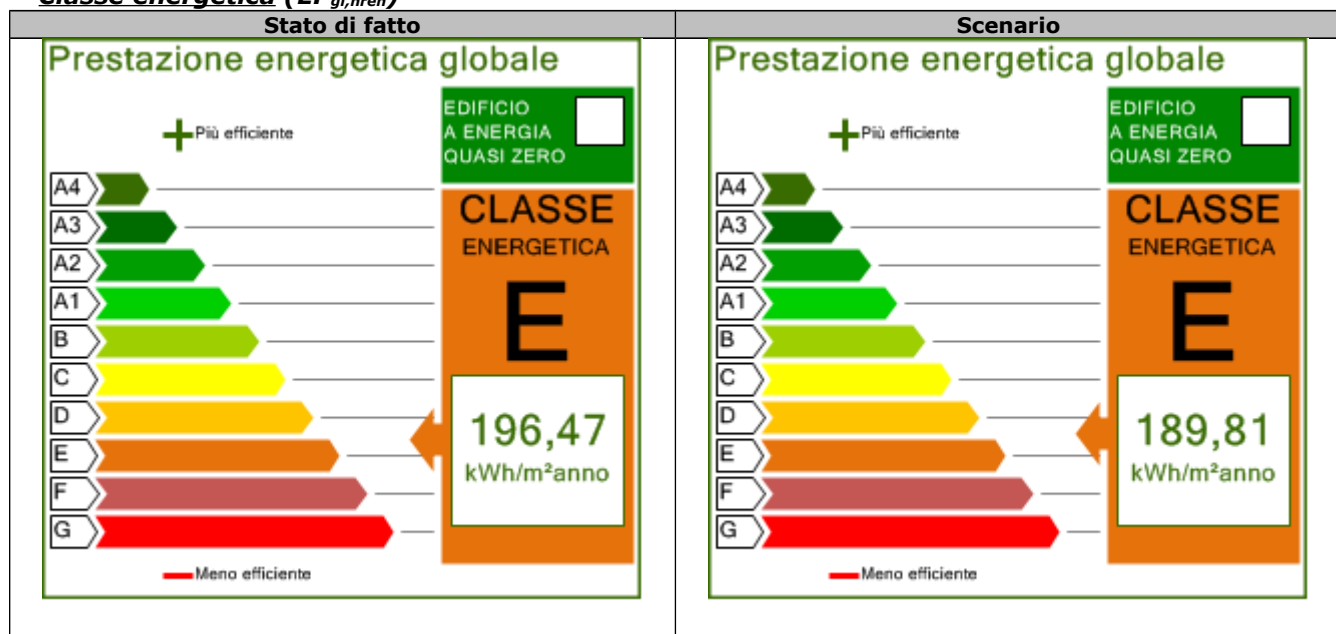 Classe energetica (EP gl,nren)
Stato di fatto
Prestazione energetica globale
Più efficiente
EDIFICIO
A ENERGIA
QUASI ZERO
A4
A3
A2
A1
B
C
D
E
F
G
CLASSE
ENERGETICA
E
196,47
kWh/m²anno
Meno efficiente
Scenario
Prestazione energetica globale
Più efficiente
EDIFICIO
A ENERGIA
QUASI ZERO
A4
A3
A2
A1
B
C
D
E
F
G
CLASSE
ENERGETICA
E
189,81
kWh/m²anno
Meno efficiente